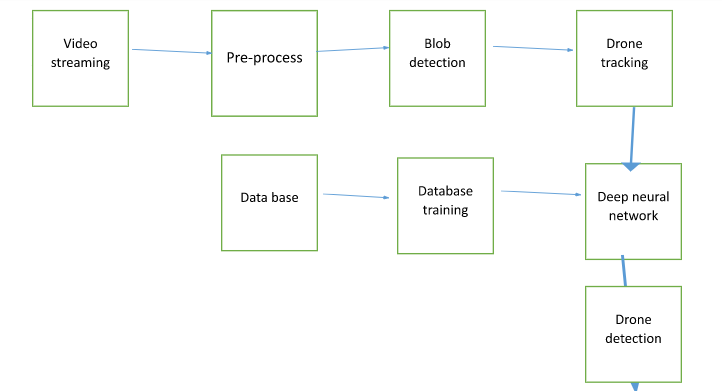 Video
streaming
Pre-process
Blob
detection
Drone
tracking
Data base
Database
training
Deep neural
network
Drone
detection